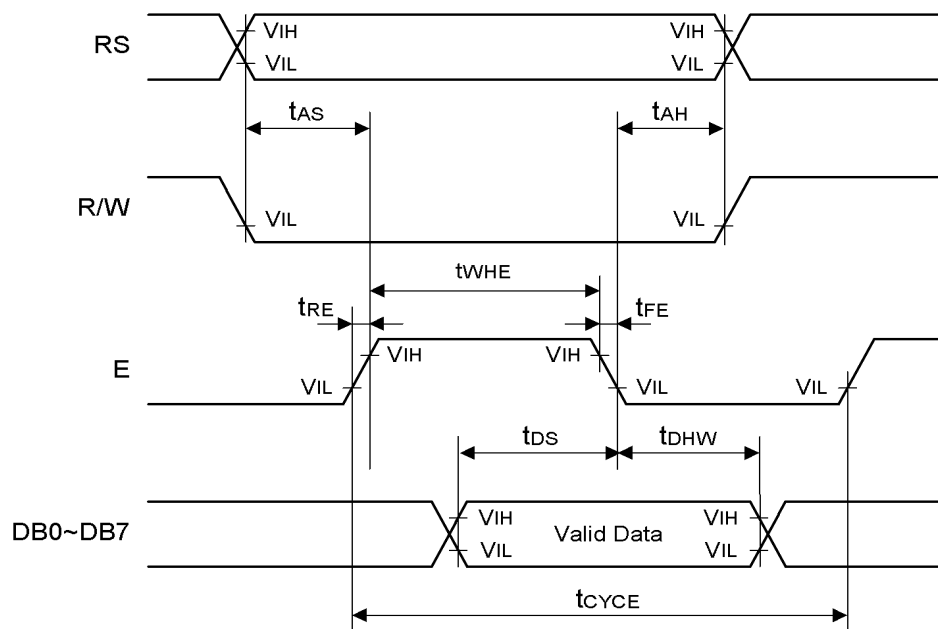 RS
VIH
VIH
VIL
VIL
tAS
tAH
R/W
VIL
VIL
tWHE
tRE
tFE
E
VIH
VIH
VIL
VIL
VIL
tDS
tDHW
DB0~DB7
VIH
Valid Data
VIH
VIL
VIL
tCYCE